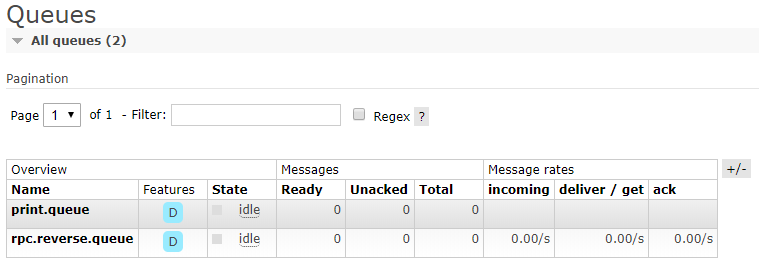 Queues
All queues (2)
Pagination
Page 1 of 1 - Filter: Regex ?
Overview Messages Message rates +/-
Name Features State Ready Unacked Total incoming deliver / get ack
print.queue D idle 0 0 0
rpc.reverse.queue D idle 0 0 0 0.00/s 0.00/s 0.00/s